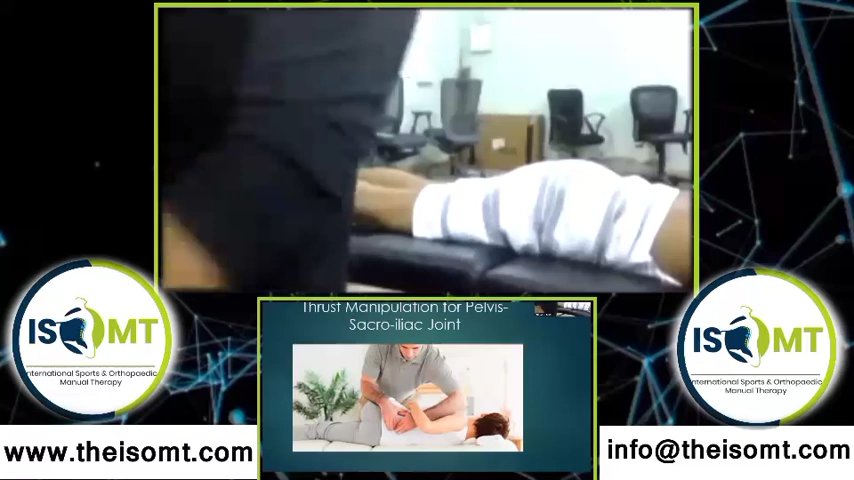 ISOMT
International Sports & Orthopaedic
Manual Therapy
Thrust Manipulation for Pelvis-
Sacro-iliac Joint
ISOMT
International Sports & Orthopaedic
Manual Therapy
www.theisomt.com
info@theisomt.com